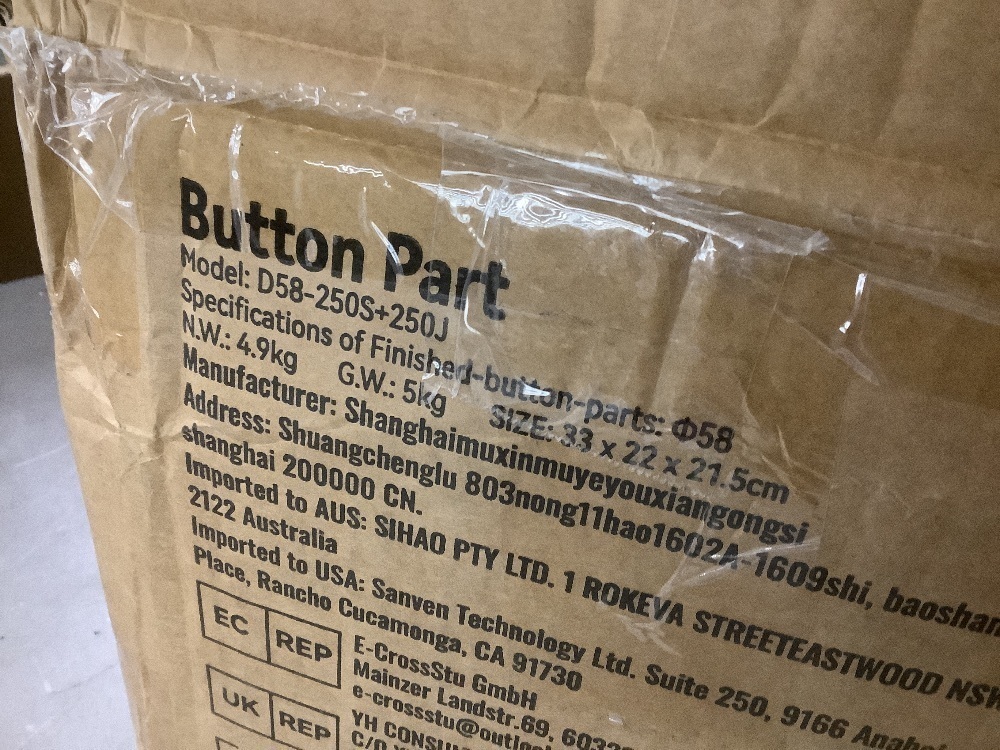 Button Part
Model: D58-250S+250J
Specifications of Finished-button-parts: Φ58
N.W.: 4.9kg G.W.: 5kg SIZE: 33 x 22 x 21.5cm
Manufacturer: Shanghaimuxinmuyeyouxiangongsi
Address: Shuangchenglu 803nong11hao1602A-1609shi, baoshan
shanghai 200000 CN.
Imported to AUS: SIHAO PTY LTD. 1 ROKEVA STREETEASTWOOD NSW
2122 Australia
Imported to USA: Sanven Technology Ltd. Suite 250, 9166
Place, Rancho Cucamonga, CA 91730
EC REP
E-CrossStu GmbH
Mainzer Landstr.69,
e-crossstu@outlook
UK REP
YH